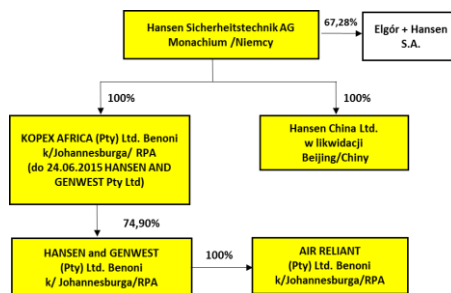 Hansen Sicherheitstechnik AG
Monachium /Niemcy
67,28%
Elgór + Hansen
S.A.
100%
100%
KOPEX AFRICA (Pty) Ltd. Benoni
k/Johannesburga/ RPA
(do 24.06.2015 HANSEN AND
GENWEST Pty Ltd)
Hansen China Ltd.
w likwidacji
Beijing/Chiny
74,90%
HANSEN and GENWEST
(Pty) Ltd. Benoni
k/ Johannesburga/RPA
100%
AIR RELIANT
(Pty) Ltd. Benoni
k/ Johannesburga/RPA